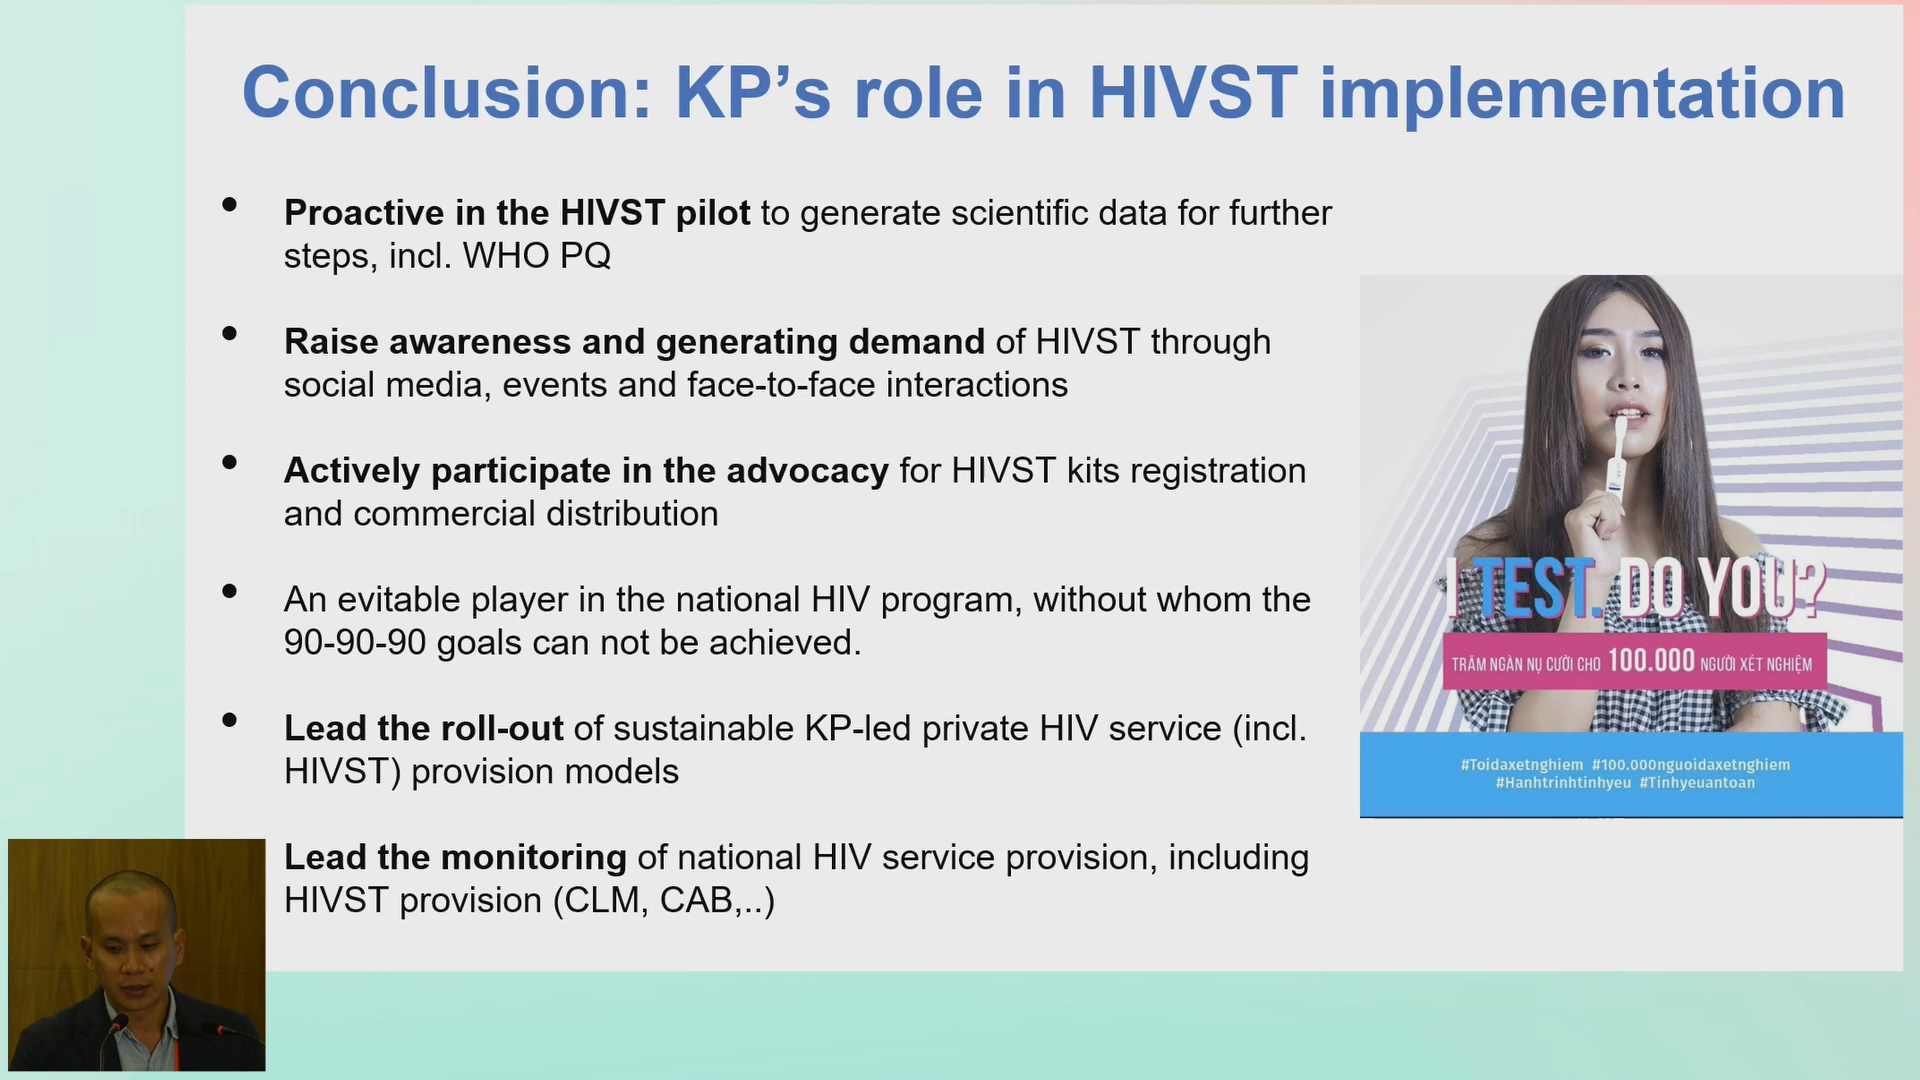 Conclusion: KP’s role in HIVST implementation
• Proactive in the HIVST pilot to generate scientific data for further
steps, incl. WHO PQ
• Raise awareness and generating demand of HIVST through
social media, events and face-to-face interactions
• Actively participate in the advocacy for HIVST kits registration
and commercial distribution
• An evitable player in the national HIV program, without whom the
90-90-90 goals can not be achieved.
• Lead the roll-out of sustainable KP-led private HIV service (incl.
HIVST) provision models
Lead the monitoring of national HIV service provision, including
HIVST provision (CLM, CAB,..)
I TEST. DO YOU?
TRĂM NGÀN NỤ CƯỜI CHO 100.000 NGƯỜI XÉT NGHIỆM
#Toidaxetnghiem #100.000nguoidaxetnghiem
#Hanhtrinhtinhyeu #Tinhyeuantoan